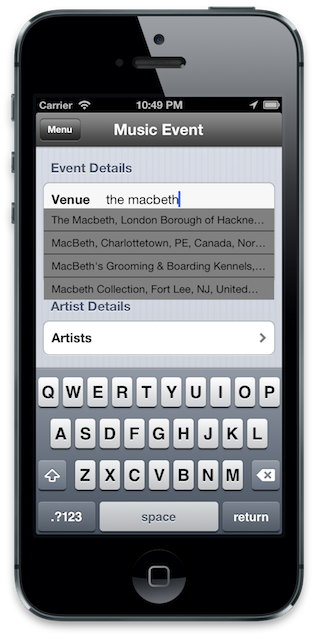 Carrier 10:49 PM
Menu Music Event
Event Details
Venue the macbeth
The Macbeth, London Borough of Hackne...
MacBeth, Charlottetown, PE, Canada, Nor...
MacBeth's Grooming & Boarding Kennels,...
Macbeth Collection, Fort Lee, NJ, United...
Artist Details
Artists
Q W E R T Y U I O P
A S D F G H J K L
Z X C V B N M
.?123 space return